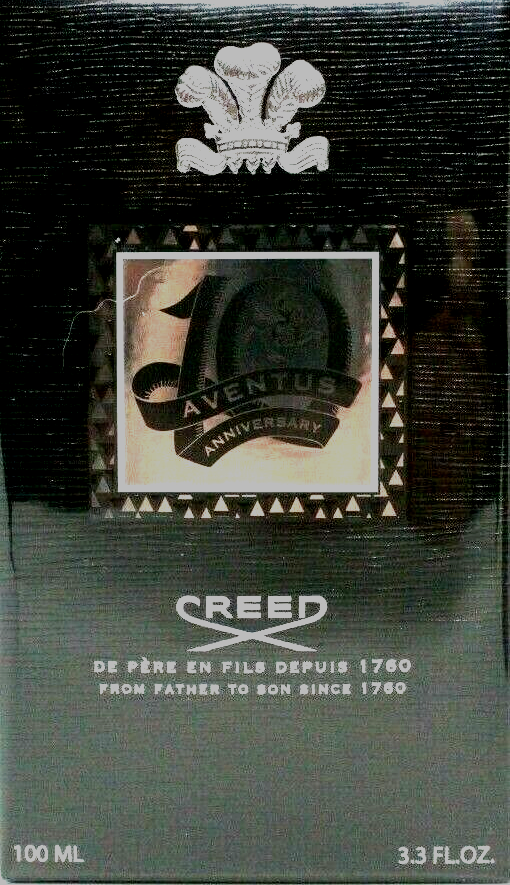 10
AVENTUS
ANNIVERSARY
CREED
DE PÈRE EN FILS DEPUIS 1760
FROM FATHER TO SON SINCE 1760
100 ML
3.3 FL.OZ.